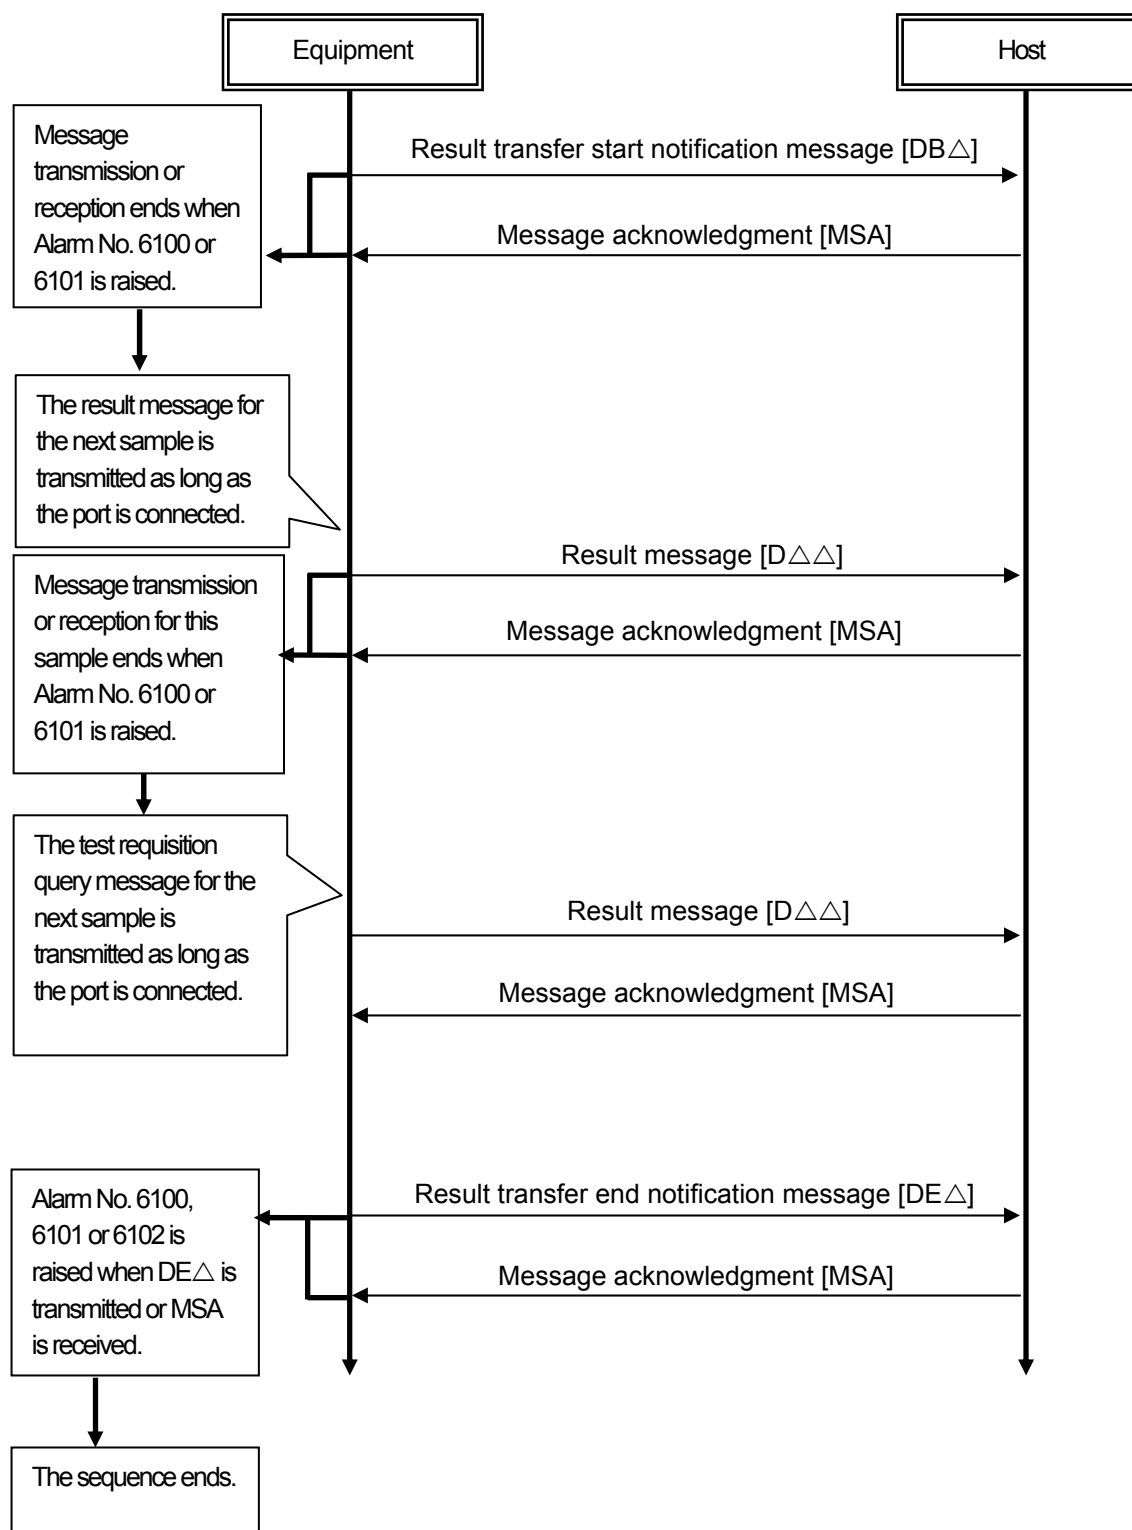 Equipment
Host
Message
transmission or
reception ends when
Alarm No. 6100 or
6101 is raised.
Result transfer start notification message [DB△]
Message acknowledgment [MSA]
The result message for
the next sample is
transmitted as long as
the port is connected.
Result message [D△△]
Message transmission
or reception for this
sample ends when
Alarm No. 6100 or
6101 is raised.
Message acknowledgment [MSA]
The test requisition
query message for the
next sample is
transmitted as long as
the port is connected.
Result message [D△△]
Message acknowledgment [MSA]
Alarm No. 6100,
6101 or 6102 is
raised when DE△ is
transmitted or MSA
is received.
Result transfer end notification message [DE△]
Message acknowledgment [MSA]
The sequence ends.